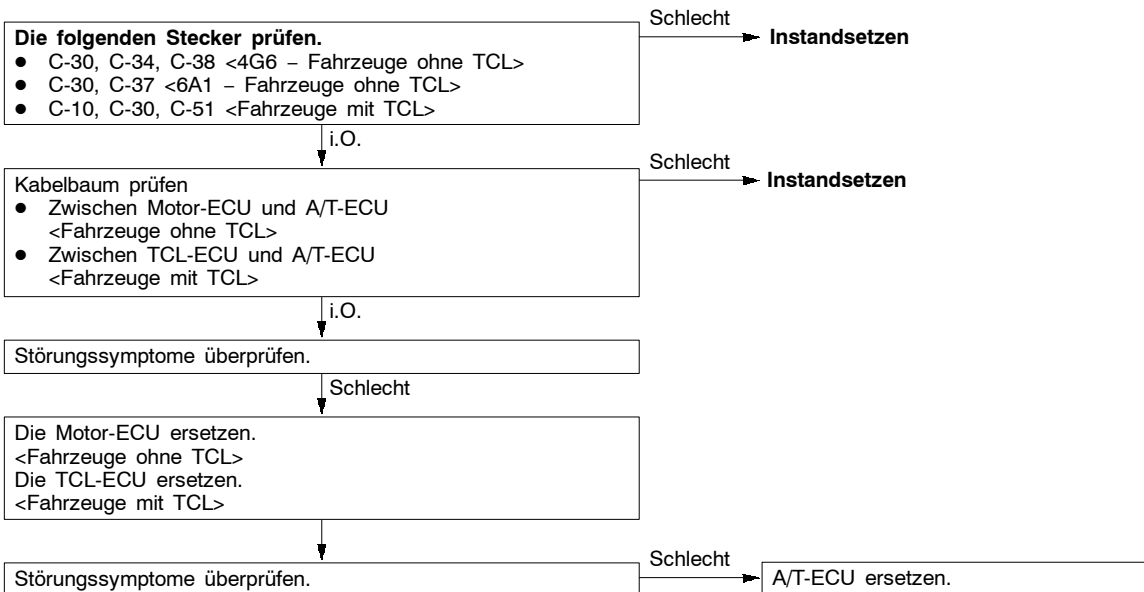 Schlecht
Die folgenden Stecker prüfen.
Instandsetzen
● C-30, C-34, C-38 <4G6 – Fahrzeuge ohne TCL>
● C-30, C-37 <6A1 – Fahrzeuge ohne TCL>
● C-10, C-30, C-51 <Fahrzeuge mit TCL>
i.O.
Schlecht
Kabelbaum prüfen
Instandsetzen
● Zwischen Motor-ECU und A/T-ECU
<Fahrzeuge ohne TCL>
● Zwischen TCL-ECU und A/T-ECU
<Fahrzeuge mit TCL>
i.O.
Störungssymptome überprüfen.
Schlecht
Die Motor-ECU ersetzen.
<Fahrzeuge ohne TCL>
Die TCL-ECU ersetzen.
<Fahrzeuge mit TCL>
Schlecht
Störungssymptome überprüfen.
A/T-ECU ersetzen.